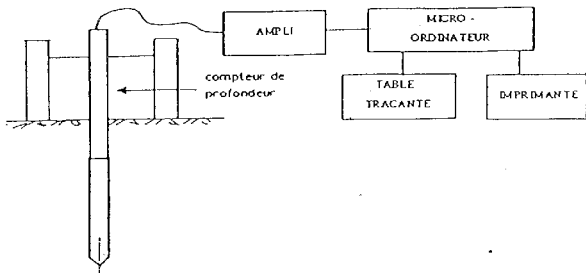 AMPLI
MICRO-
ORDINATEUR
compteur de
profondeur
TABLE
TRACANTE
IMPRIMANTE